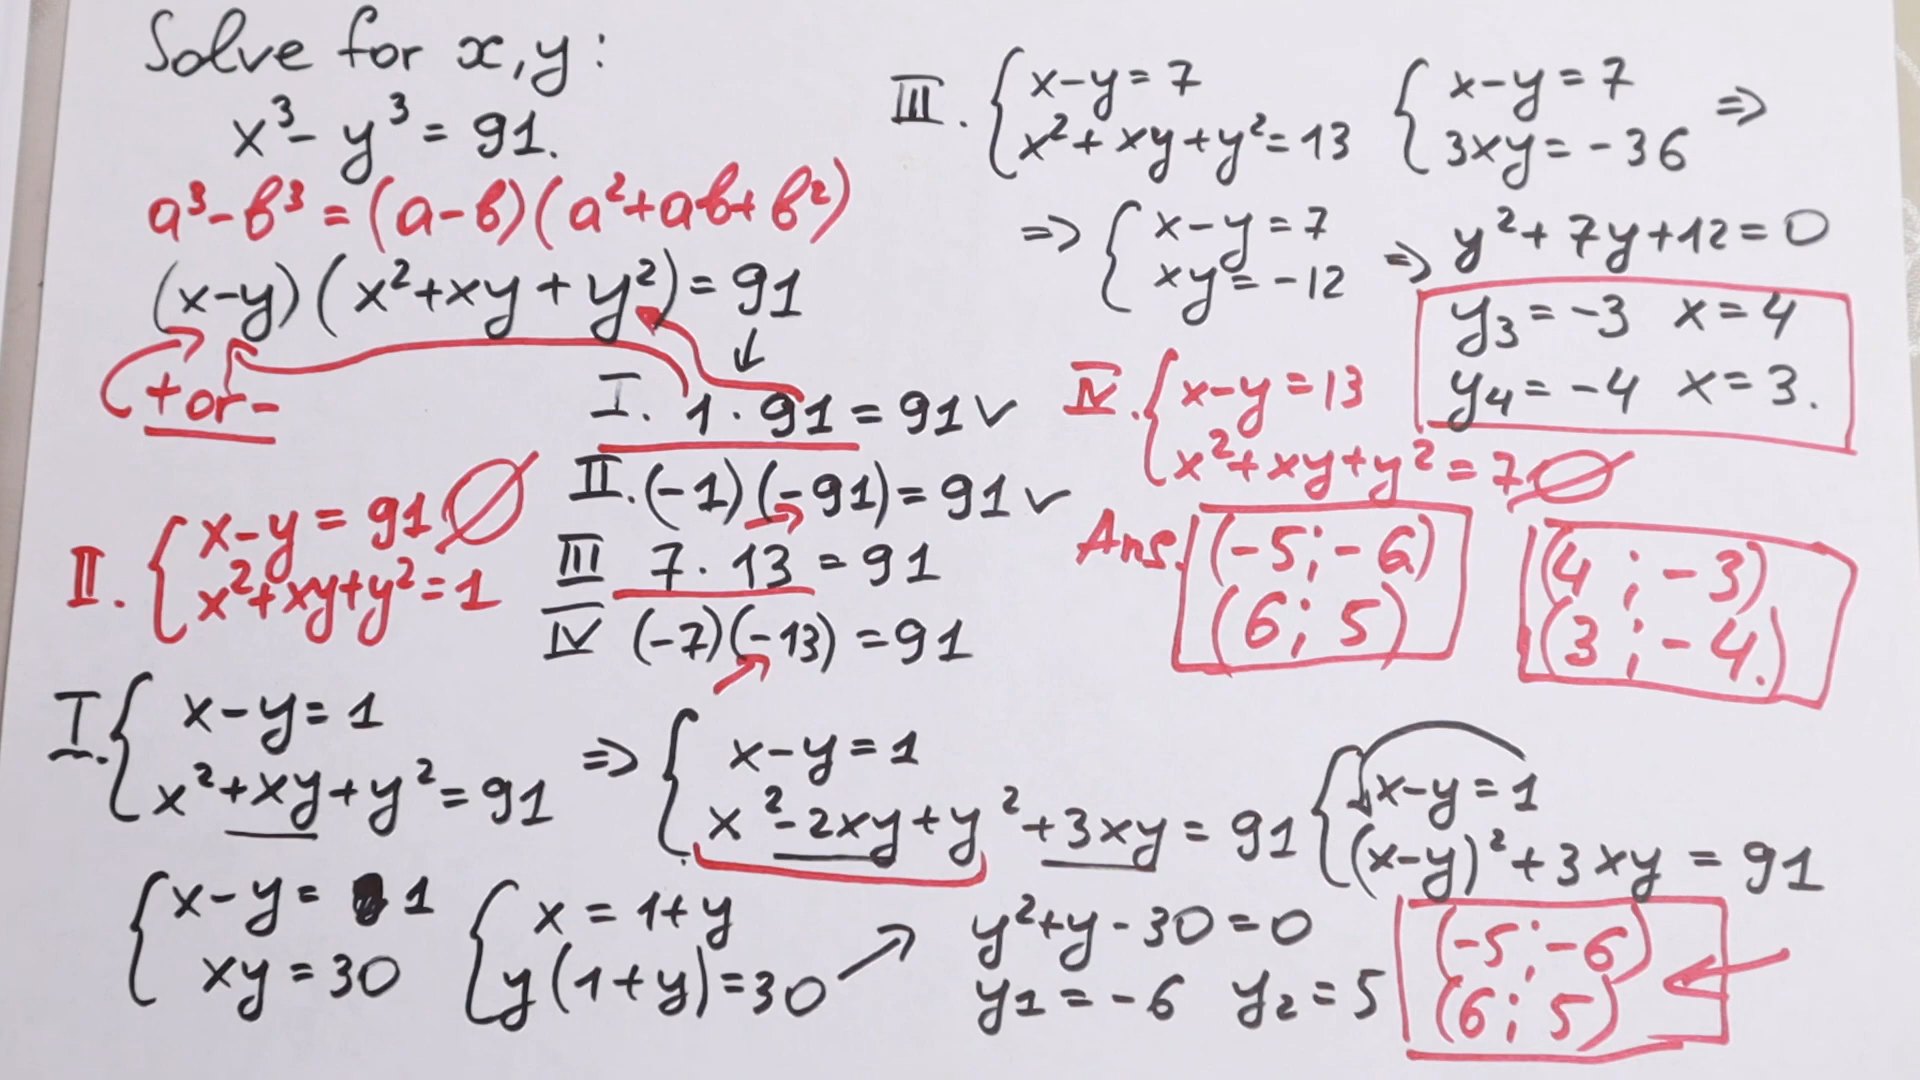 Solve for x, y:
x³ - y³ = 91.
a³ - b³ = (a - b)(a² + ab + b²)
(x-y)(x² + xy + y²) = 91
+ or -
I. 1 · 91 = 91 ✓
II. (-1)(-91) = 91 ✓
III 7 · 13 = 91
IV (-7)(-13) = 91
II. { x - y = 91 ∅
x² + xy + y² = 1
I. { x - y = 1
x² + xy + y² = 91
=> { x - y = 1
x² - 2xy + y² + 3xy = 91
{ x - y = 1
(x-y)² + 3xy = 91
{ x - y = 1
xy = 30
{ x = 1 + y
y(1 + y) = 30
y² + y - 30 = 0
y1 = -6 y2 = 5
(-5; -6)
(6; 5)
III. { x - y = 7
x² + xy + y² = 13
{ x - y = 7 =>
3xy = -36
=> { x - y = 7
xy = -12
=> y² + 7y + 12 = 0
y3 = -3 x = 4
y4 = -4 x = 3.
IV. { x - y = 13
x² + xy + y² = 7 ∅
Ans. (-5; -6)
(6; 5)
(4; -3)
(3; -4.)